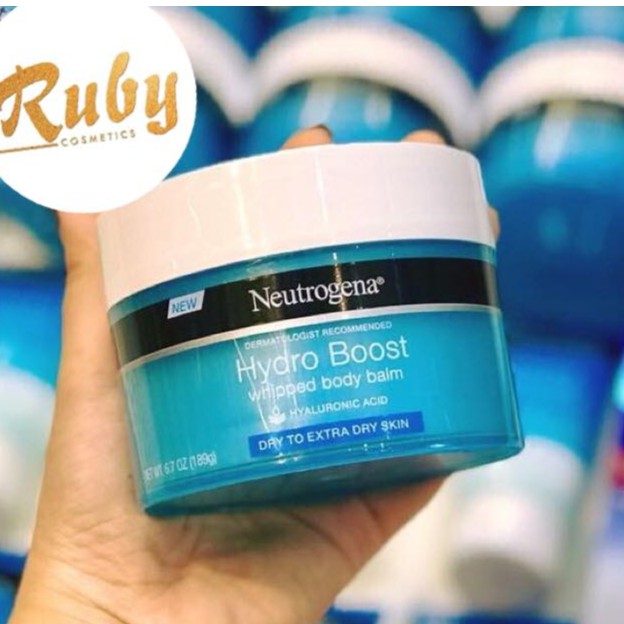 Ruby
COSMETICS
NEW
Neutrogena®
DERMATOLOGIST RECOMMENDED
Hydro Boost
whipped body balm
HYALURONIC ACID
DRY TO EXTRA DRY SKIN
NET WT. 6.7 OZ (189g)